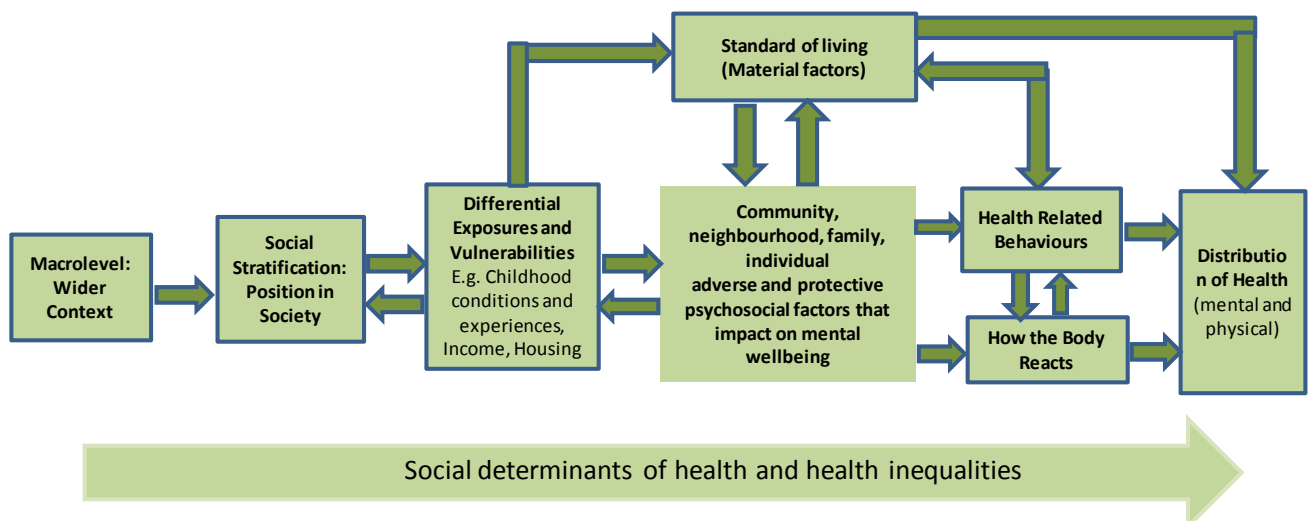 Standard of living
(Material factors)
Macrolevel:
Wider
Context
Social
Stratification:
Position in
Society
Differential
Exposures and
Vulnerabilities
E.g. Childhood
conditions and
experiences,
Income, Housing
Community,
neighbourhood, family,
individual
adverse and protective
psychosocial factors that
impact on mental
wellbeing
Health Related
Behaviours
How the Body
Reacts
Distributio
n of Health
(mental and
physical)
Social determinants of health and health inequalities